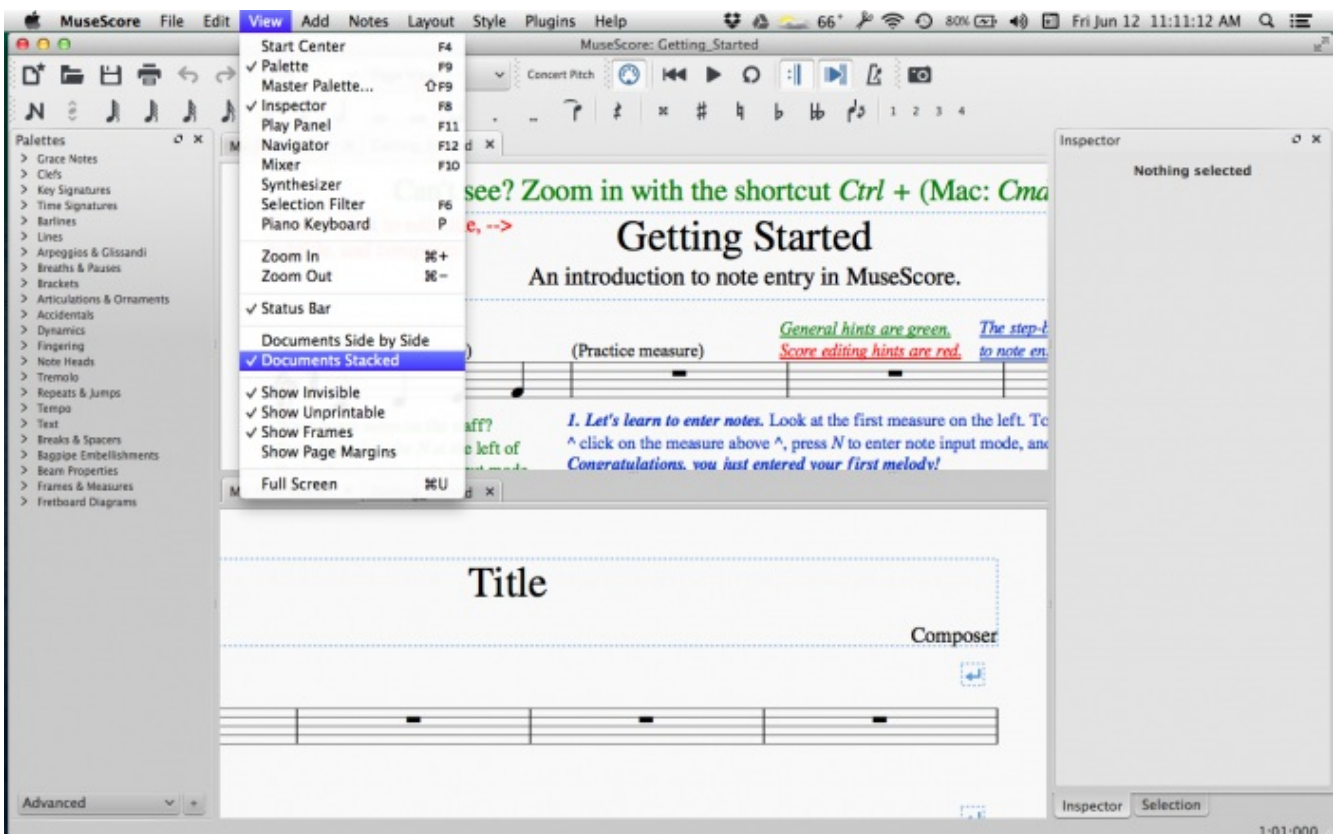 MuseScore File Edit View Add Notes Layout Style Plugins Help 66° 80% Fri Jun 12 11:11:12 AM
MuseScore: Getting_Started
Concert Pitch
1 2 3 4
Start Center F4
✓ Palette F9
Master Palette... ⇧F9
✓ Inspector F8
Play Panel F11
Navigator F12
Mixer F10
Synthesizer
Selection Filter F6
Piano Keyboard P
Zoom In ⌘+
Zoom Out ⌘−
✓ Status Bar
Documents Side by Side
✓ Documents Stacked
✓ Show Invisible
✓ Show Unprintable
✓ Show Frames
Show Page Margins
Full Screen ⌘U
Palettes
> Grace Notes
> Clefs
> Key Signatures
> Time Signatures
> Barlines
> Lines
> Arpeggios & Glissandi
> Breaths & Pauses
> Brackets
> Articulations & Ornaments
> Accidentals
> Dynamics
> Fingering
> Note Heads
> Tremolo
> Repeats & Jumps
> Tempo
> Text
> Breaks & Spacers
> Bagpipe Embellishments
> Beam Properties
> Frames & Measures
> Fretboard Diagrams
Advanced
see? Zoom in with the shortcut Ctrl + (Mac: Cmd
e, -->
Getting Started
An introduction to note entry in MuseScore.
General hints are green. The step-b
Score editing hints are red. to note en
(Practice measure)
aff?
e left of
1. Let's learn to enter notes. Look at the first measure on the left. To
^ click on the measure above ^, press N to enter note input mode, and
Congratulations, you just entered your first melody!
Title
Composer
Inspector
Nothing selected
Inspector Selection
1:01:000